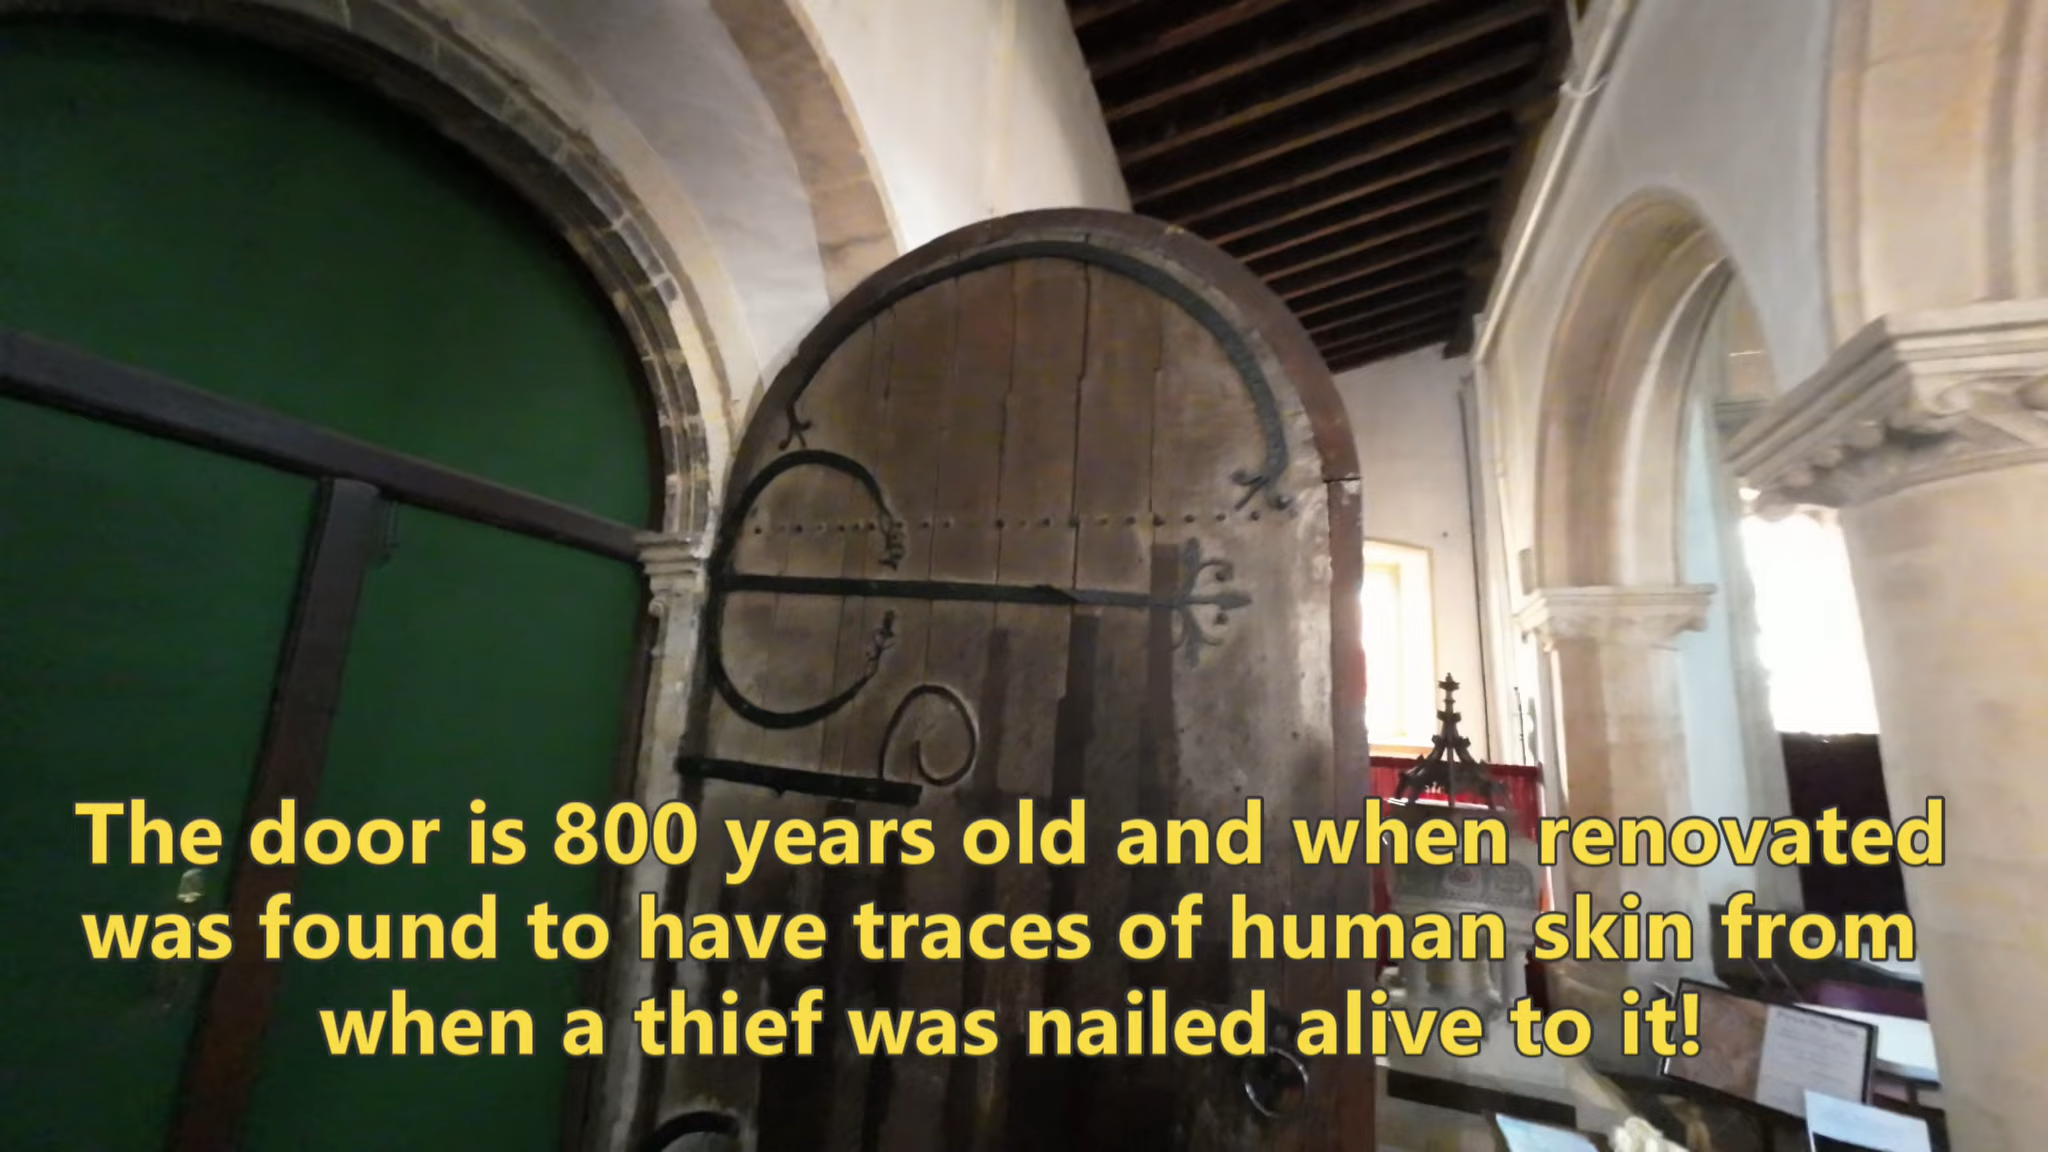 The door is 800 years old and when renovated
was found to have traces of human skin from
when a thief was nailed alive to it!